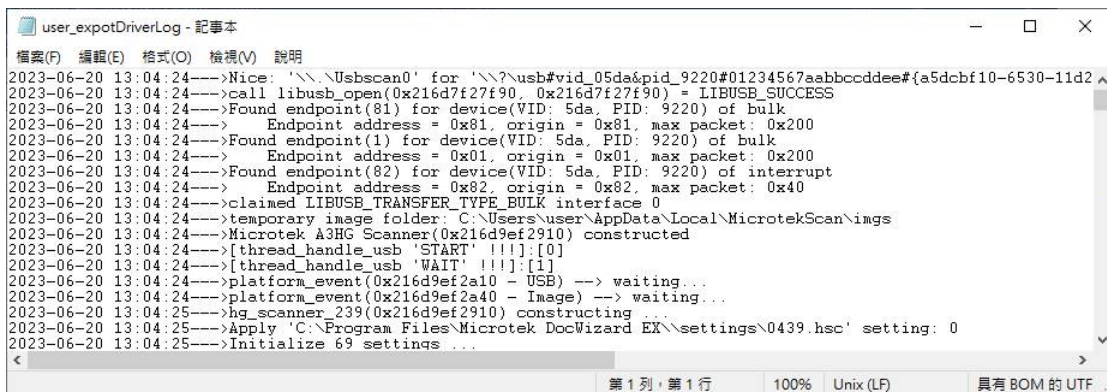 user_expotDriverLog - 記事本
檔案(F) 編輯(E) 格式(O) 檢視(V) 說明
2023-06-20 13:04:24--->Nice: '\\.\Usbscan0' for '\\?\usb#vid_05da&pid_9220#01234567aabbccddee#{a5dcbf10-6530-11d2
2023-06-20 13:04:24--->call libusb_open(0x216d7f27f90, 0x216d7f27f90) = LIBUSB_SUCCESS
2023-06-20 13:04:24--->Found endpoint(81) for device(VID: 5da, PID: 9220) of bulk
2023-06-20 13:04:24--->    Endpoint address = 0x81, origin = 0x81, max packet: 0x200
2023-06-20 13:04:24--->Found endpoint(1) for device(VID: 5da, PID: 9220) of bulk
2023-06-20 13:04:24--->    Endpoint address = 0x01, origin = 0x01, max packet: 0x200
2023-06-20 13:04:24--->Found endpoint(82) for device(VID: 5da, PID: 9220) of interrupt
2023-06-20 13:04:24--->    Endpoint address = 0x82, origin = 0x82, max packet: 0x40
2023-06-20 13:04:24--->claimed LIBUSB_TRANSFER_TYPE_BULK interface 0
2023-06-20 13:04:24--->temporary image folder: C:\Users\user\AppData\Local\MicrotekScan\imgs
2023-06-20 13:04:24--->Microtek A3HG Scanner(0x216d9ef2910) constructed
2023-06-20 13:04:24--->[thread_handle_usb 'START' !!!]:[0]
2023-06-20 13:04:24--->[thread_handle_usb 'WAIT' !!!]:[1]
2023-06-20 13:04:24--->platform_event(0x216d9ef2a10 - USB) --> waiting...
2023-06-20 13:04:24--->platform_event(0x216d9ef2a40 - Image) --> waiting...
2023-06-20 13:04:25--->hg_scanner_239(0x216d9ef2910) constructing ...
2023-06-20 13:04:25--->Apply 'C:\Program Files\Microtek DocWizard EX\\settings\0439.hsc' setting: 0
2023-06-20 13:04:25--->Initialize 69 settings ...
第 1 列，第 1 行 100% Unix (LF) 具有 BOM 的 UTF